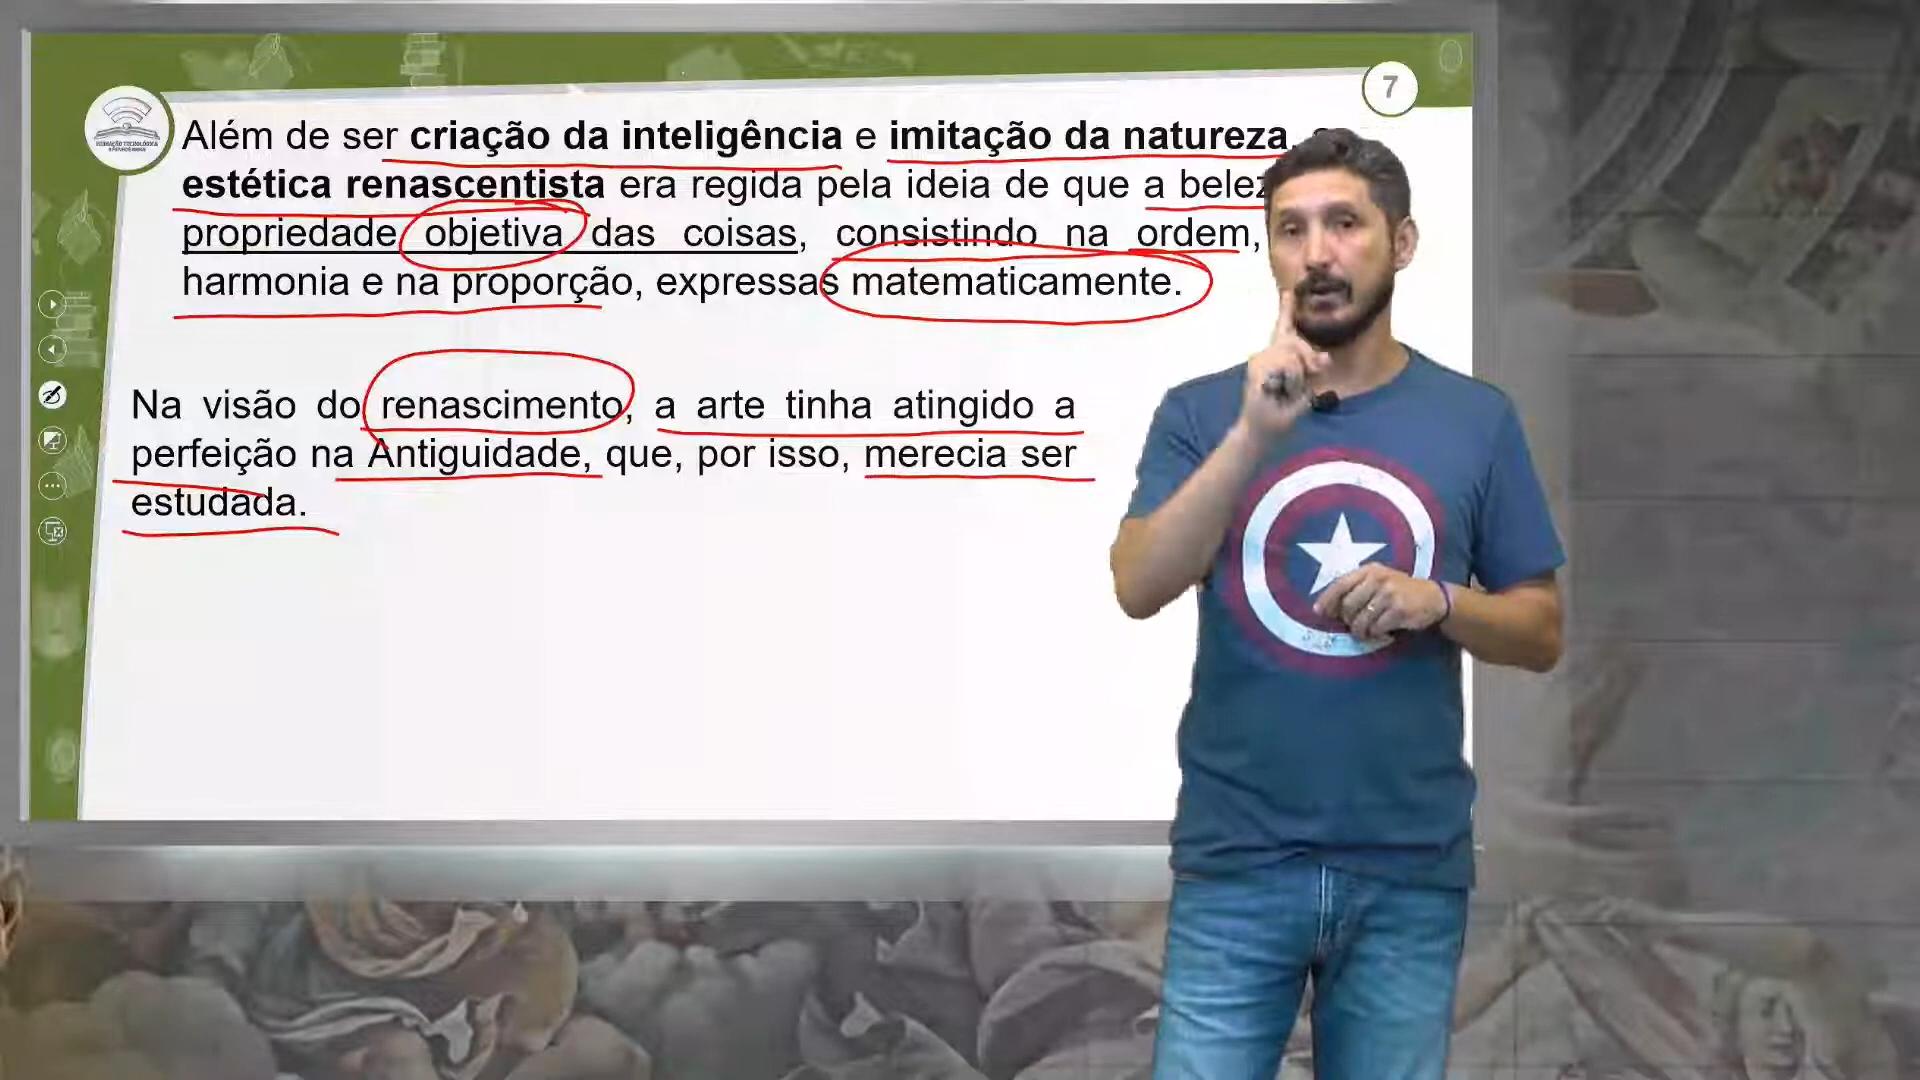 7
Além de ser criação da inteligência e imitação da natureza,
estética renascentista era regida pela ideia de que a
propriedade objetiva das coisas, consistindo na ordem,
harmonia e na proporção, expressas matematicamente.
Na visão do renascimento, a arte tinha atingido a
perfeição na Antiguidade, que, por isso, merecia ser
estudada.